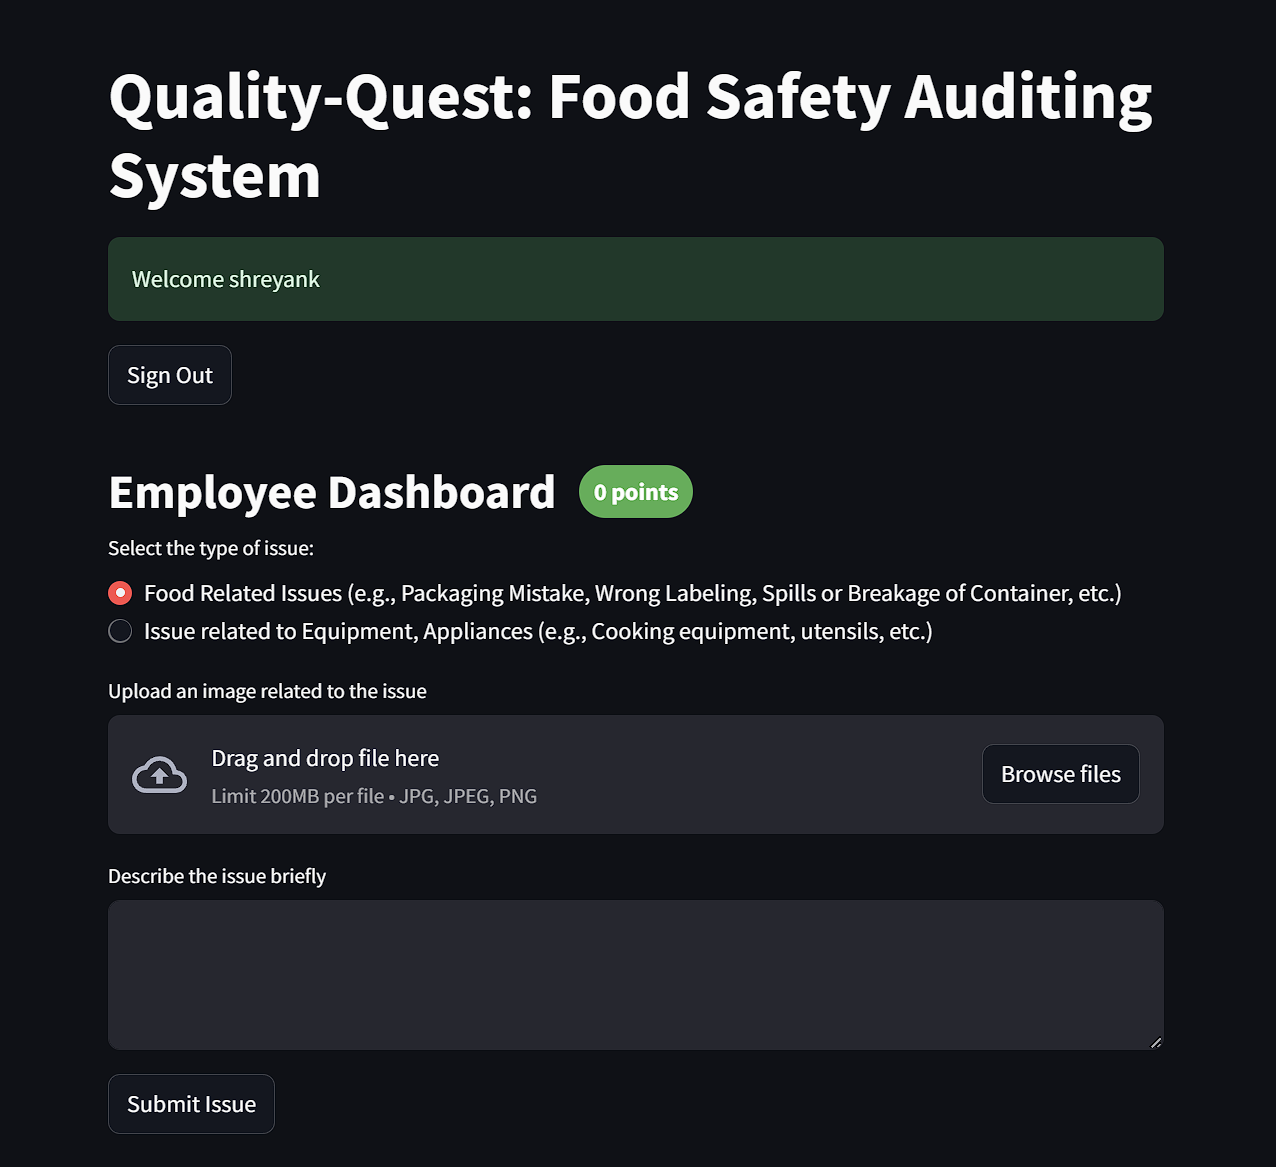 Quality-Quest: Food Safety Auditing
System
Welcome shreyank
Sign Out
Employee Dashboard 0 points
Select the type of issue:
Food Related Issues (e.g., Packaging Mistake, Wrong Labeling, Spills or Breakage of Container, etc.)
Issue related to Equipment, Appliances (e.g., Cooking equipment, utensils, etc.)
Upload an image related to the issue
Drag and drop file here
Limit 200MB per file • JPG, JPEG, PNG
Browse files
Describe the issue briefly
Submit Issue